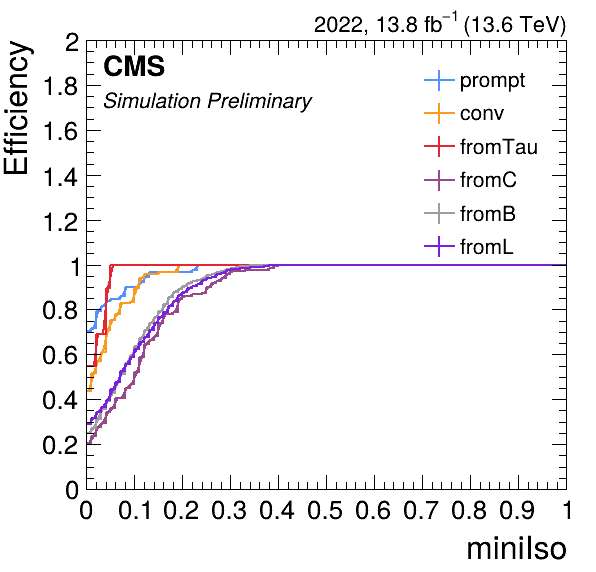 2022, 13.8 fb⁻¹ (13.6 TeV)
Efficiency
CMS
Simulation Preliminary
prompt
conv
fromTau
fromC
fromB
fromL
2
1.8
1.6
1.4
1.2
1
0.8
0.6
0.4
0.2
0
0 0.1 0.2 0.3 0.4 0.5 0.6 0.7 0.8 0.9 1
miniIso